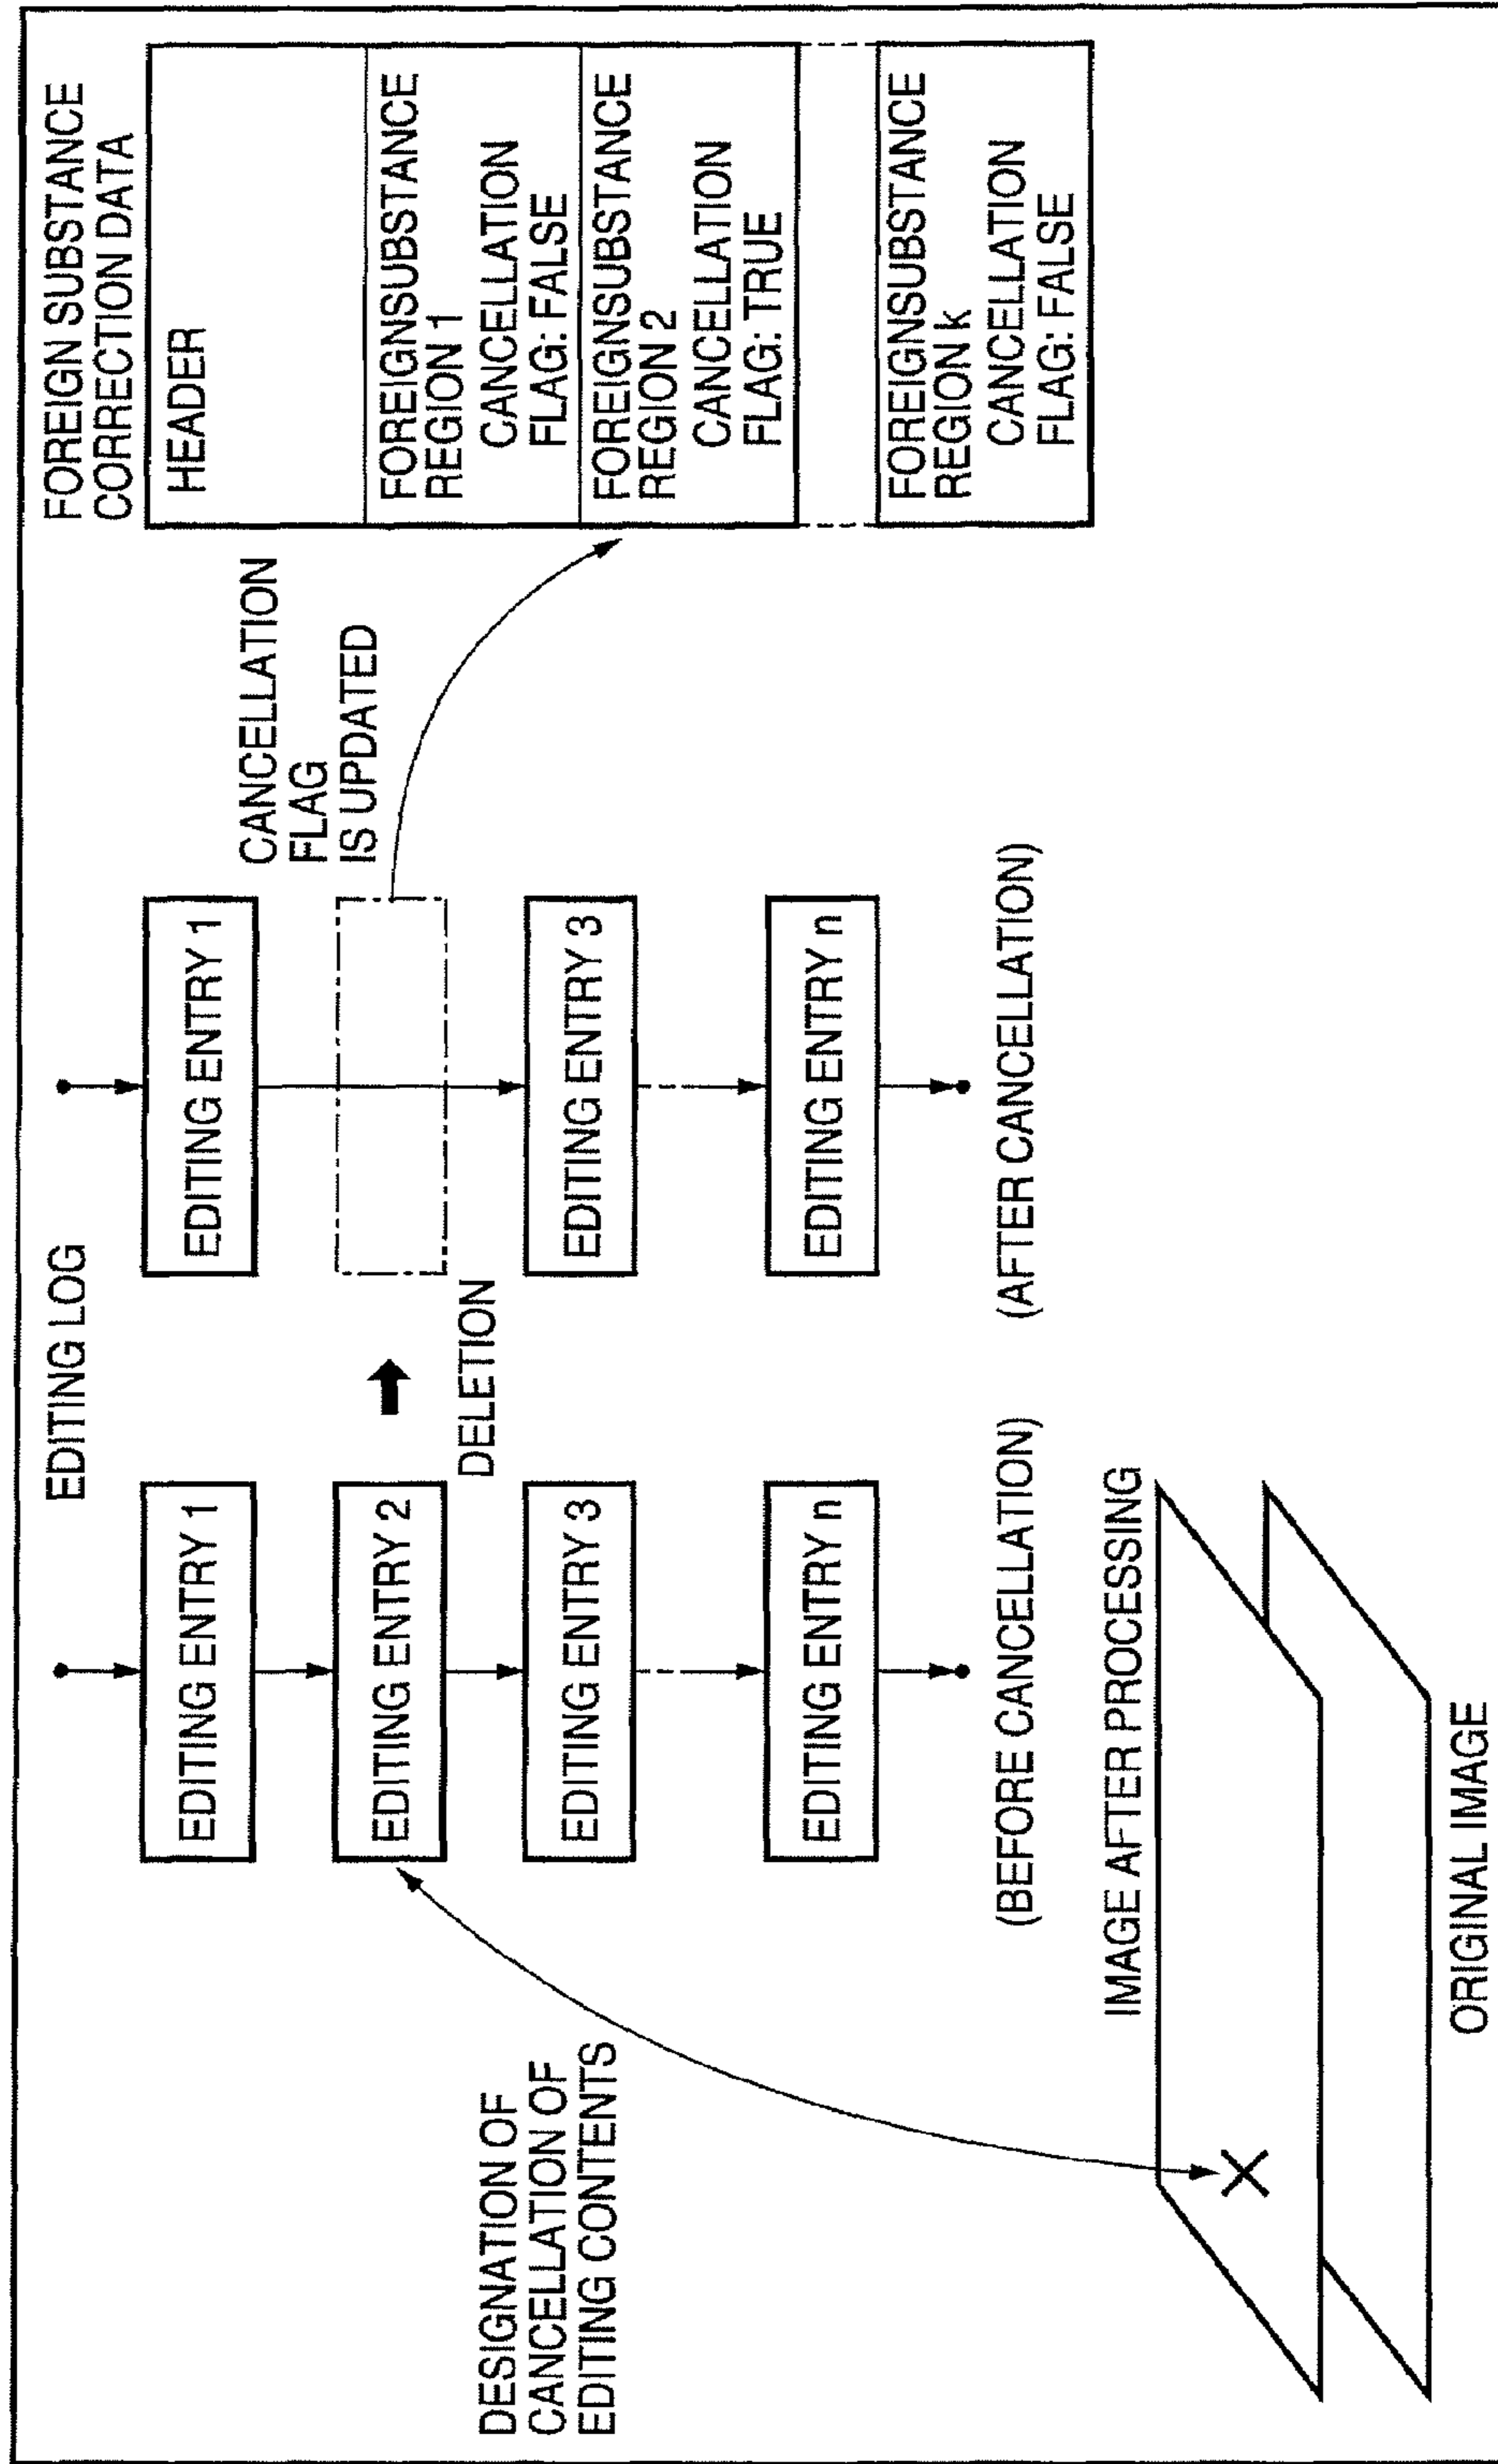 EDITING LOG
EDITING ENTRY 1
EDITING ENTRY 2
EDITING ENTRY 3
EDITING ENTRY n
(BEFORE CANCELLATION)
DELETION
EDITING ENTRY 1
EDITING ENTRY 3
EDITING ENTRY n
(AFTER CANCELLATION)
CANCELLATION
FLAG
IS UPDATED
FOREIGN SUBSTANCE
CORRECTION DATA
HEADER
FOREIGNSUBSTANCE
REGION 1
CANCELLATION
FLAG: FALSE
FOREIGNSUBSTANCE
REGION 2
CANCELLATION
FLAG: TRUE
FOREIGNSUBSTANCE
REGION k
CANCELLATION
FLAG: FALSE
DESIGNATION OF
CANCELLATION OF
EDITING CONTENTS
IMAGE AFTER PROCESSING
ORIGINAL IMAGE